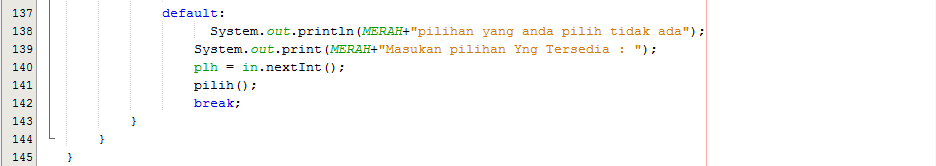 137 default:
138 System.out.println(MERAH+"pilihan yang anda pilih tidak ada");
139 System.out.print(MERAH+"Masukan pilihan Yng Tersedia : ");
140 plh = in.nextInt();
141 pilih();
142 break;
143 }
144 }
145 }